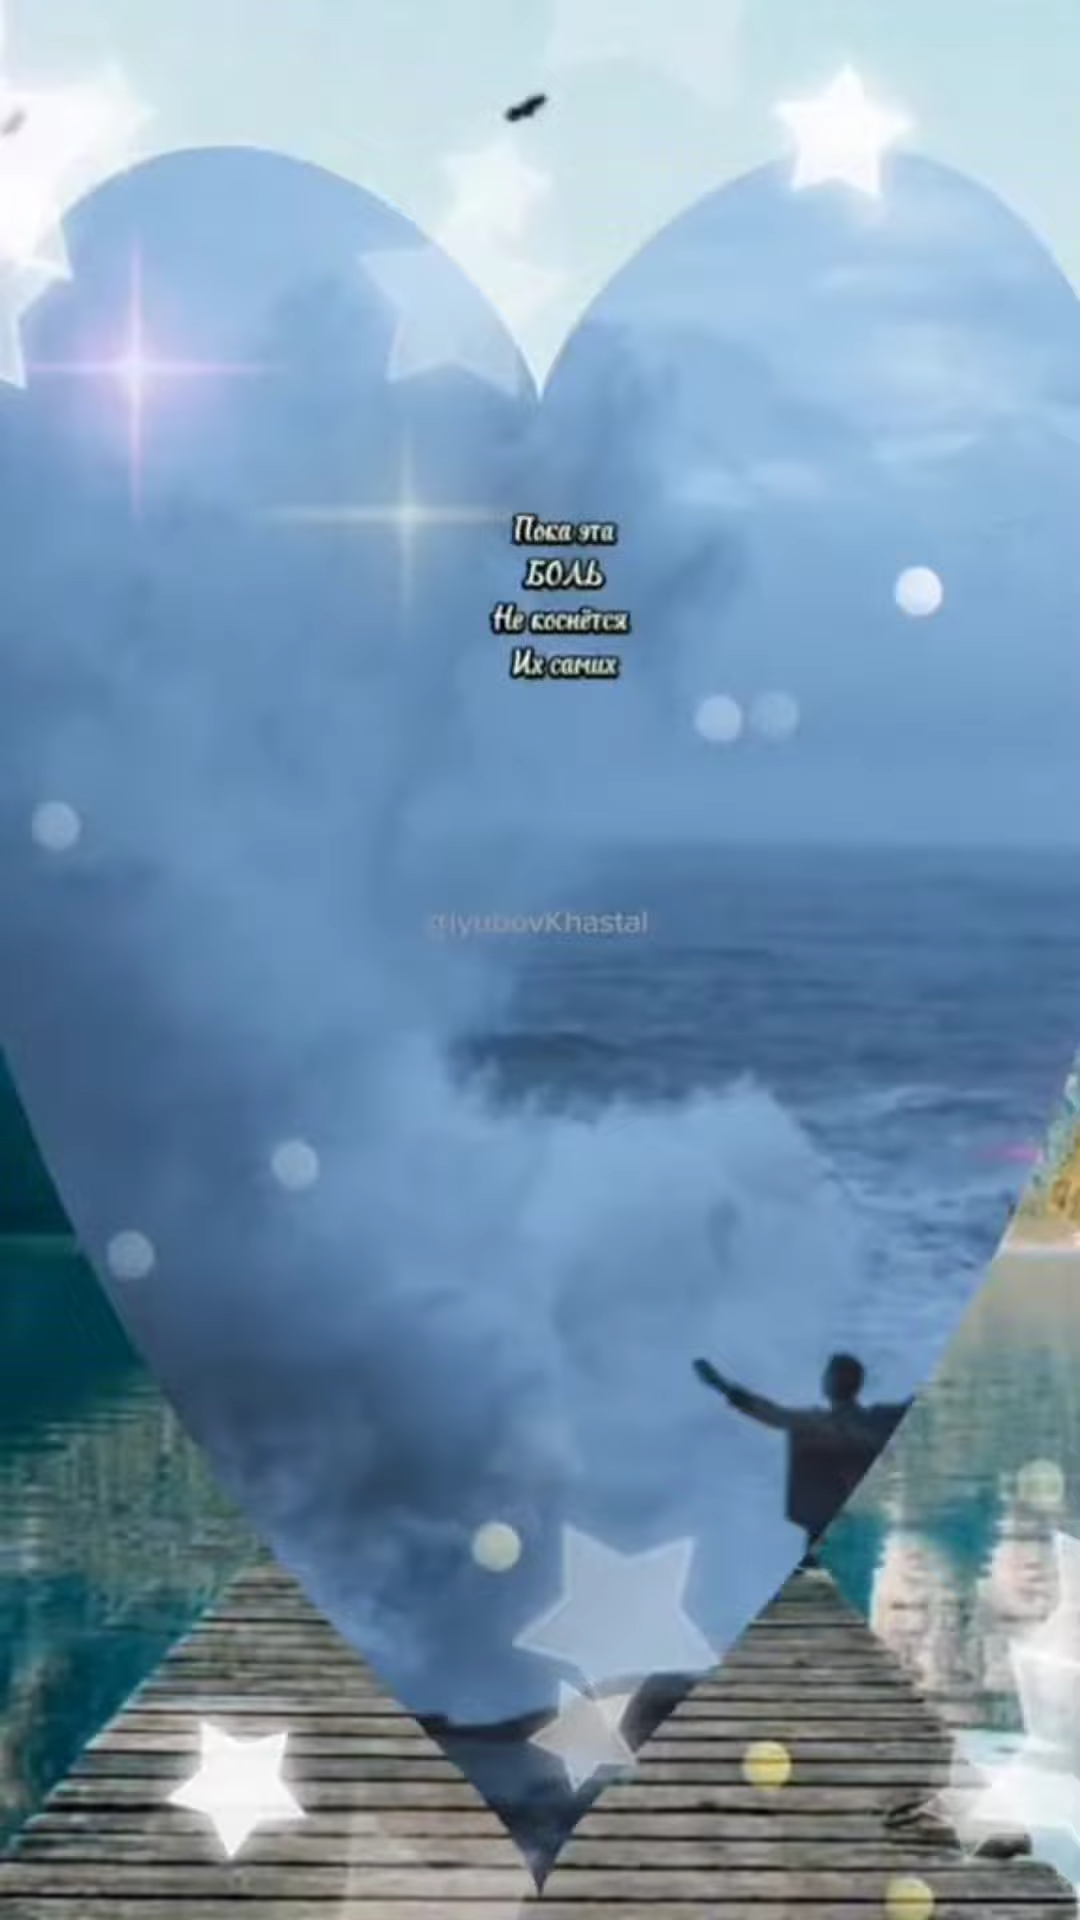 Пока эта
БОЛЬ
Не коснётся
Их самих
@lyubovKhastal